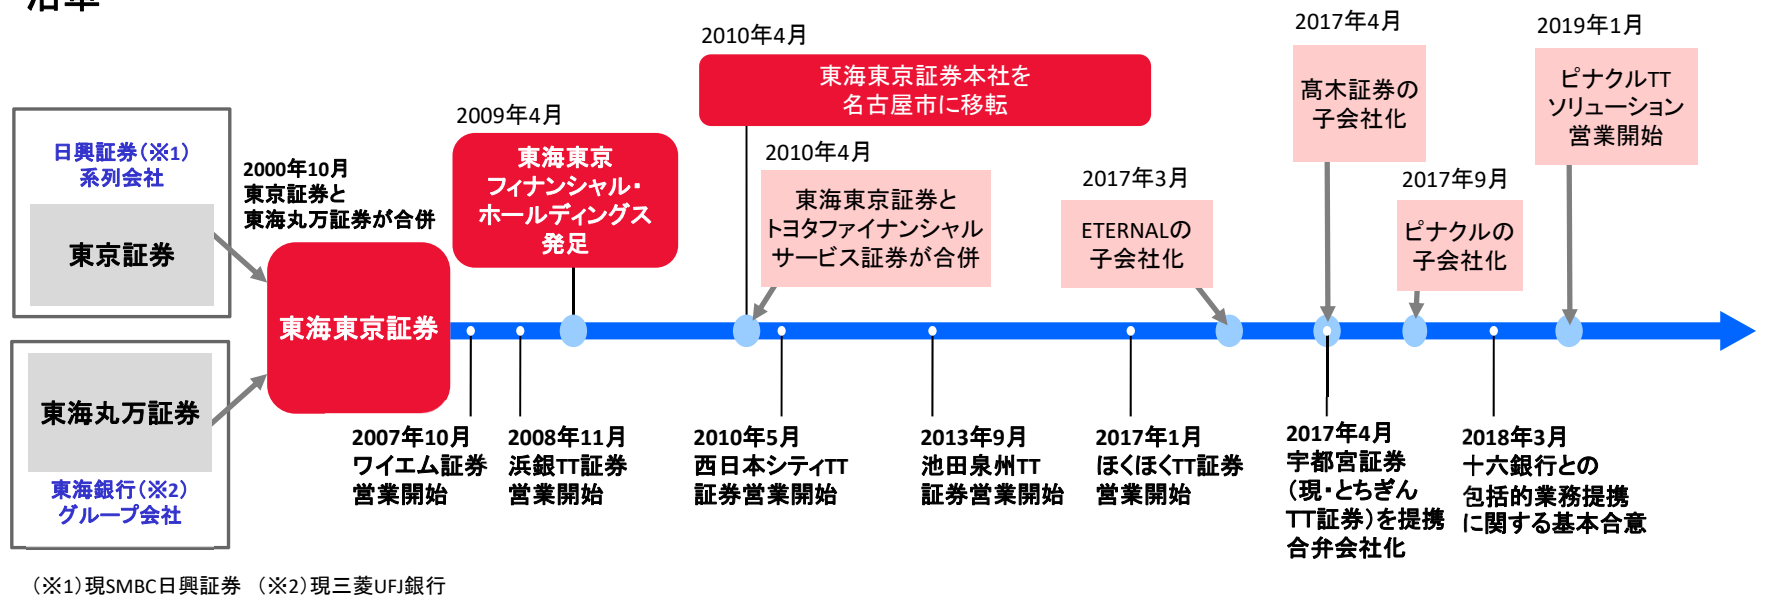 沿革
日興証券（※1）
系列会社
東京証券
東海丸万証券
東海銀行（※2）
グループ会社
2000年10月
東京証券と
東海丸万証券が合併
東海東京証券
2009年4月
東海東京
フィナンシャル・
ホールディングス
発足
2010年4月
東海東京証券本社を
名古屋市に移転
2010年4月
東海東京証券と
トヨタファイナンシャル
サービス証券が合併
2017年3月
ETERNALの
子会社化
2017年4月
髙木証券の
子会社化
2017年9月
ピナクルの
子会社化
2019年1月
ピナクルTT
ソリューション
営業開始
2007年10月
ワイエム証券
営業開始
2008年11月
浜銀TT証券
営業開始
2010年5月
西日本シティTT
証券営業開始
2013年9月
池田泉州TT
証券営業開始
2017年1月
ほくほくTT証券
営業開始
2017年4月
宇都宮証券
（現・とちぎん
TT証券）を提携
合弁会社化
2018年3月
十六銀行との
包括的業務提携
に関する基本合意
（※1）現SMBC日興証券 （※2）現三菱UFJ銀行